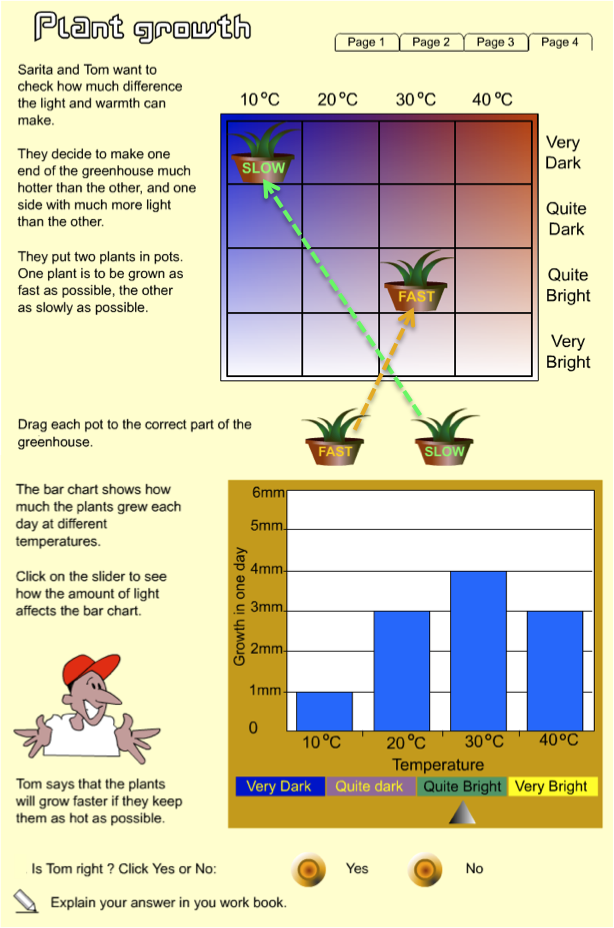 Plant growth
Page 1 Page 2 Page 3 Page 4
Sarita and Tom want to
check how much difference
the light and warmth can
make.
They decide to make one
end of the greenhouse much
hotter than the other, and one
side with much more light
than the other.
They put two plants in pots.
One plant is to be grown as
fast as possible, the other
as slowly as possible.
10 °C 20 °C 30 °C 40 °C
Very
Dark
Quite
Dark
Quite
Bright
Very
Bright
SLOW
FAST
Drag each pot to the correct part of the
greenhouse.
FAST SLOW
The bar chart shows how
much the plants grew each
day at different
temperatures.
Click on the slider to see
how the amount of light
affects the bar chart.
Growth in one day
6mm
5mm
4mm
3mm
2mm
1mm
0
10 °C 20 °C 30 °C 40 °C
Temperature
Very Dark Quite dark Quite Bright Very Bright
Tom says that the plants
will grow faster if they keep
them as hot as possible.
Is Tom right ? Click Yes or No: Yes No
Explain your answer in you work book.